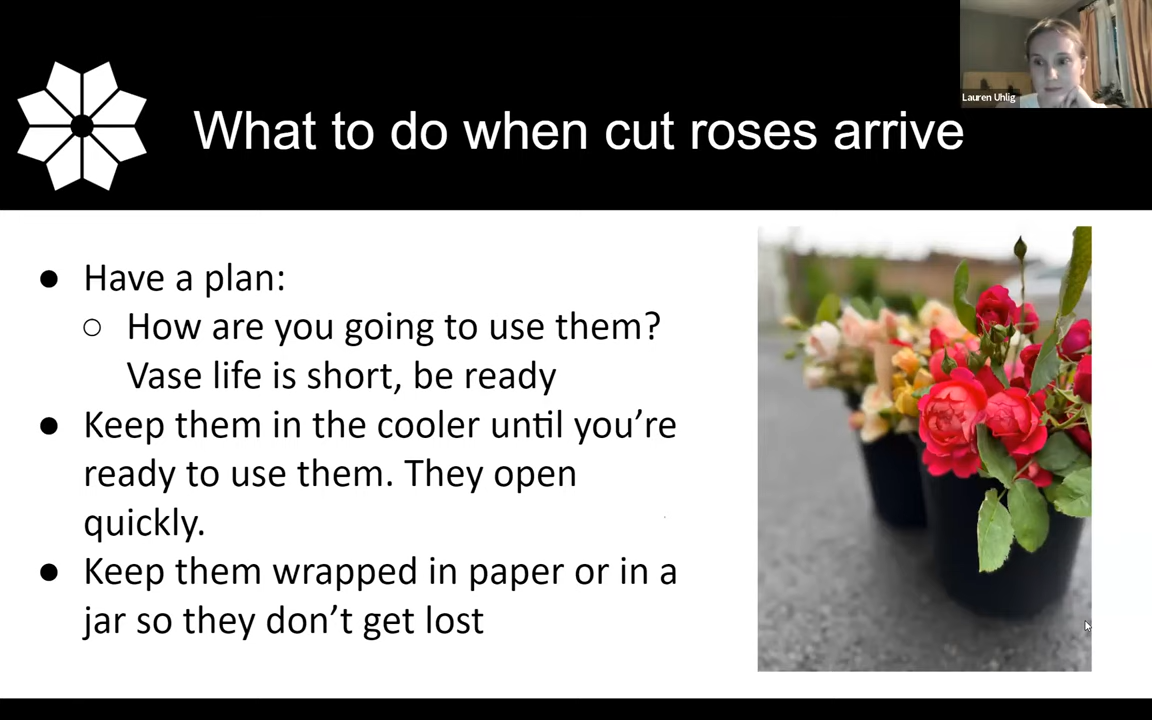 Lauren Uhlig
What to do when cut roses arrive
● Have a plan:
○ How are you going to use them?
Vase life is short, be ready
● Keep them in the cooler until you're
ready to use them. They open
quickly.
● Keep them wrapped in paper or in a
jar so they don't get lost